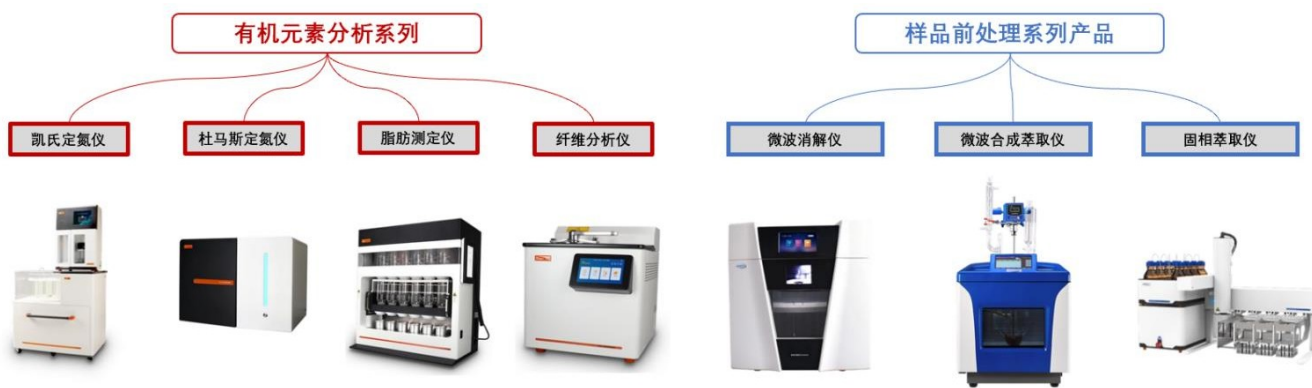 有机元素分析系列
样品前处理系列产品
凯氏定氮仪
杜马斯定氮仪
脂肪测定仪
纤维分析仪
微波消解仪
微波合成萃取仪
固相萃取仪